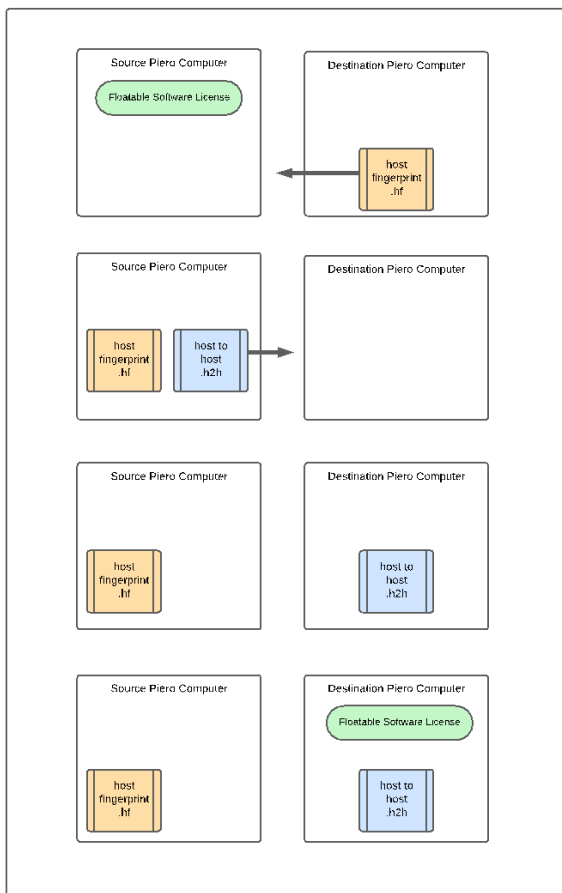 Source Piero Computer
Floatable Software License
Destination Piero Computer
host
fingerprint
.hf
Source Piero Computer
host
fingerprint
.hf
host to
host
.h2h
Destination Piero Computer
Source Piero Computer
host
fingerprint
.hf
Destination Piero Computer
host to
host
.h2h
Source Piero Computer
host
fingerprint
.hf
Destination Piero Computer
Floatable Software License
host to
host
.h2h